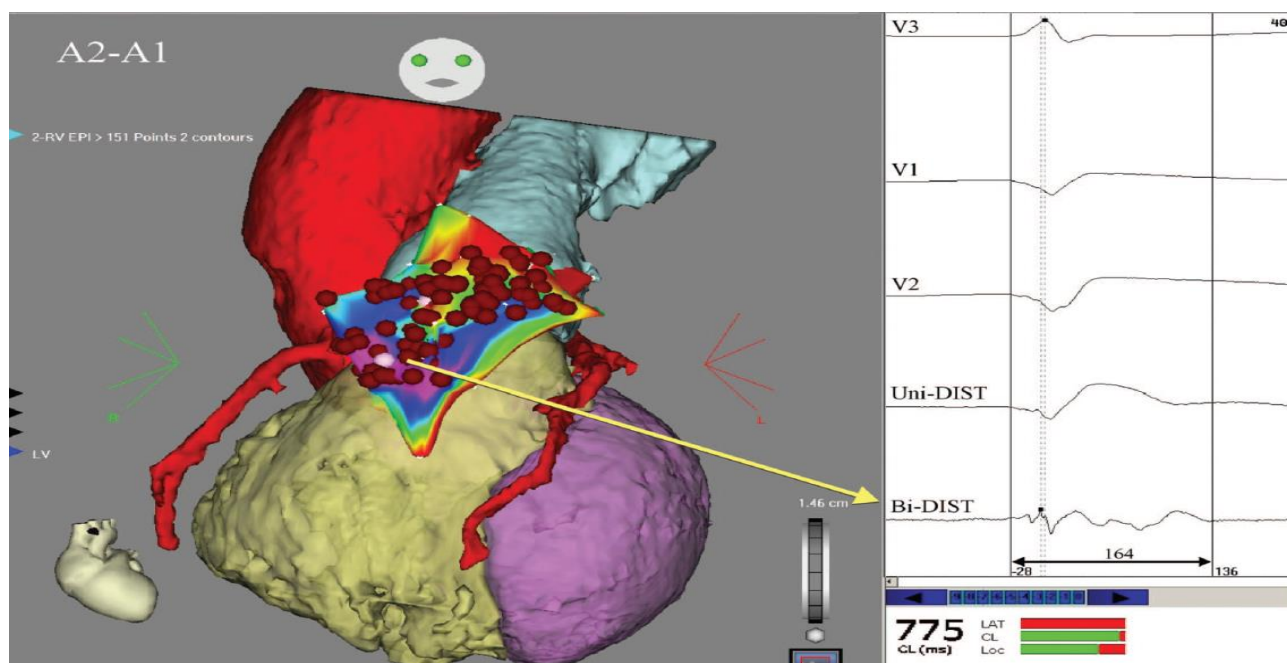 A2-A1
2-RV EPI > 151 Points 2 contours
R
L
LV
1.46 cm
V3
40
V1
V2
Uni-DIST
Bi-DIST
164
-28
136
775
CL(ms)
LAT
CL
Loc